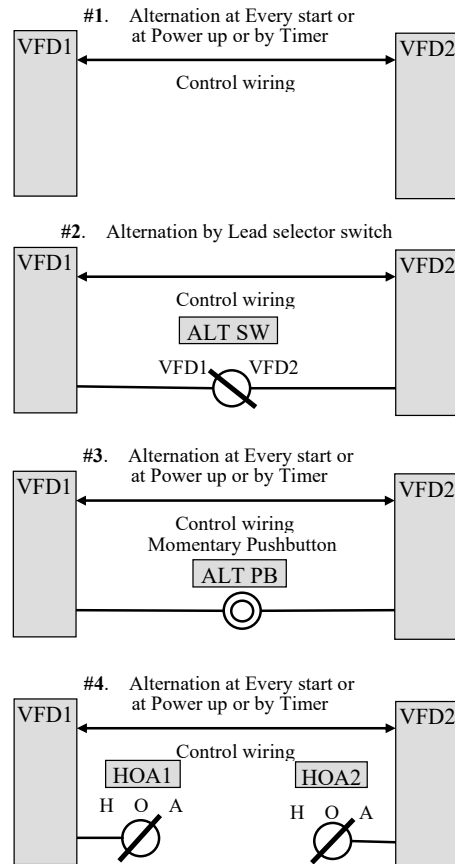 #1. Alternation at Every start or
at Power up or by Timer
VFD1
VFD2
Control wiring
#2. Alternation by Lead selector switch
VFD1
VFD2
Control wiring
ALT SW
VFD1 VFD2
#3. Alternation at Every start or
at Power up or by Timer
VFD1
VFD2
Control wiring
Momentary Pushbutton
ALT PB
#4. Alternation at Every start or
at Power up or by Timer
VFD1
VFD2
Control wiring
HOA1
HOA2
H O A
H O A